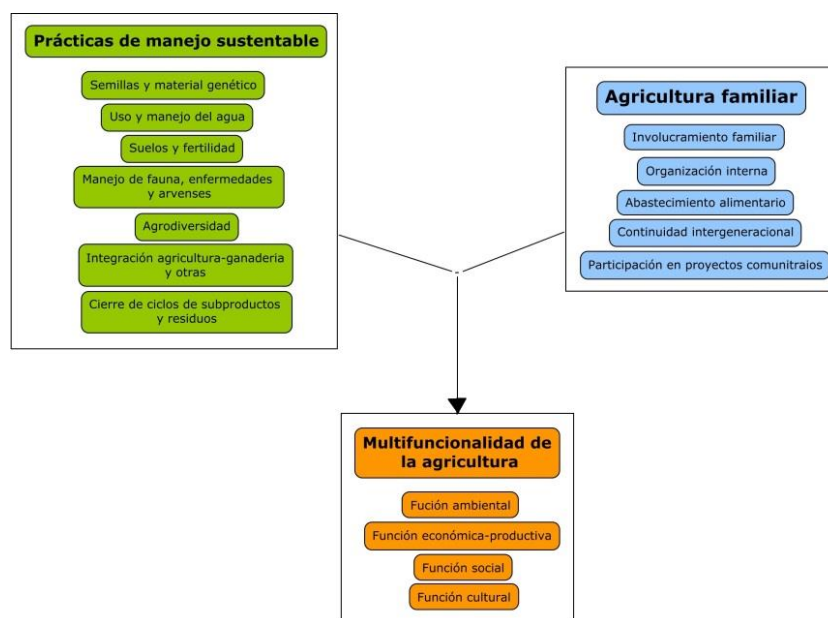 Prácticas de manejo sustentable
Semillas y material genético
Uso y manejo del agua
Suelos y fertilidad
Manejo de fauna, enfermedades
y arvenses
Agrodiversidad
Integración agricultura-ganaderia
y otras
Cierre de ciclos de subproductos
y residuos
Agricultura familiar
Involucramiento familiar
Organización interna
Abastecimiento alimentario
Continuidad intergeneracional
Participación en proyectos comunitraios
Multifuncionalidad de
la agricultura
Fución ambiental
Función económica-productiva
Función social
Función cultural